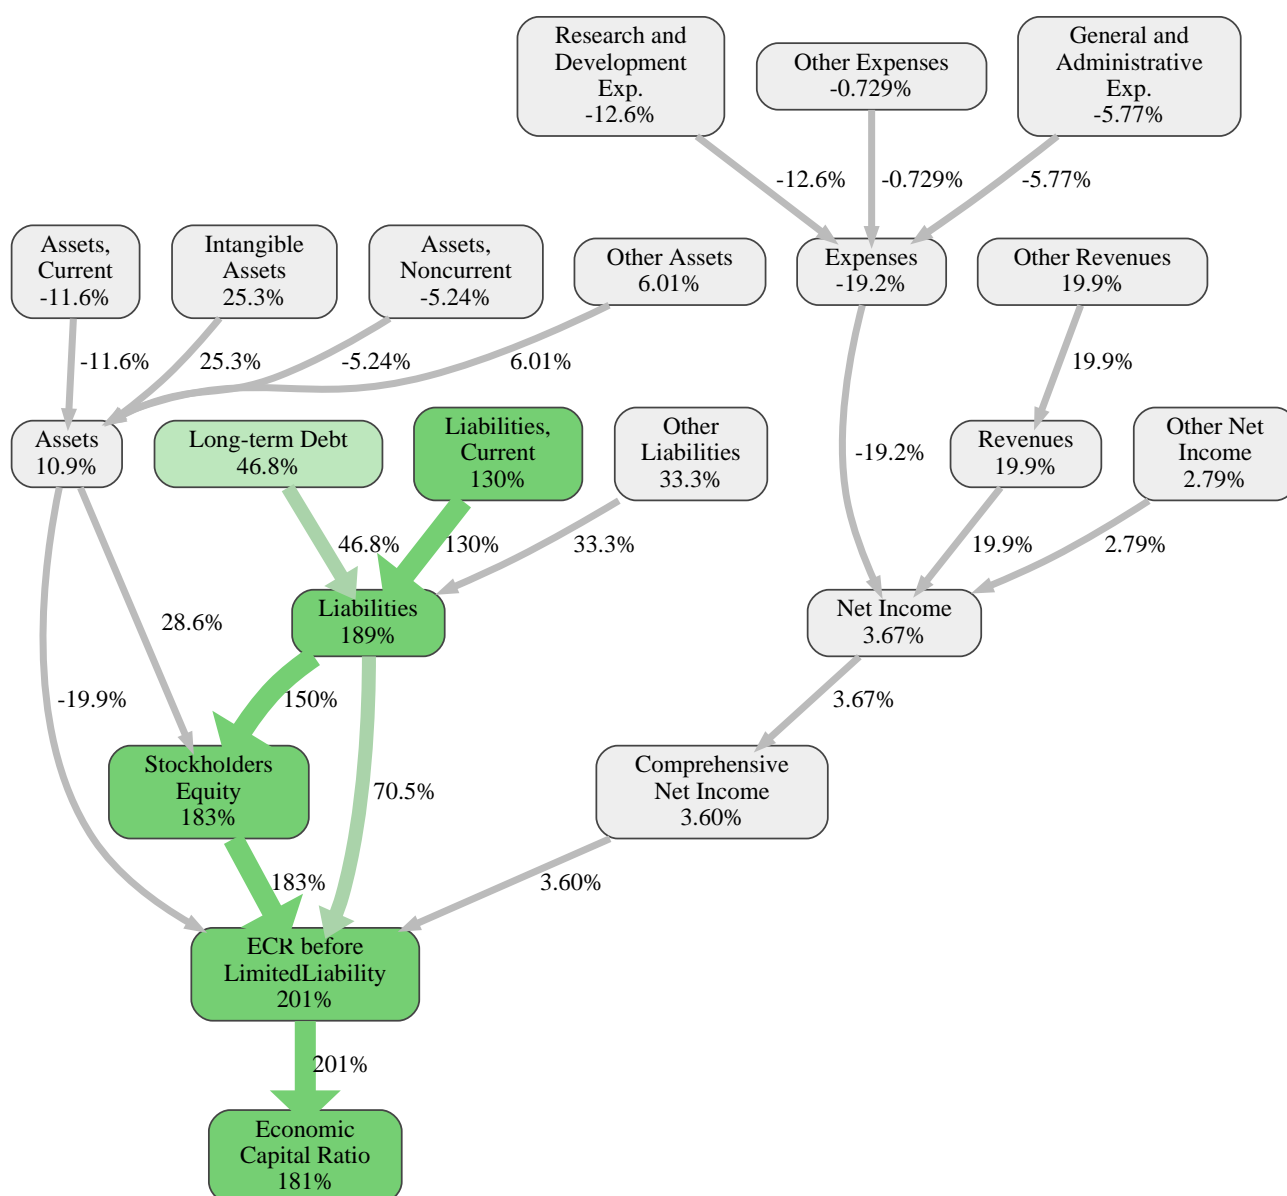 Research and
Development
Exp.
-12.6%
Other Expenses
-0.729%
General and
Administrative
Exp.
-5.77%
-12.6%
-0.729%
-5.77%
Assets,
Current
-11.6%
Intangible
Assets
25.3%
Assets,
Noncurrent
-5.24%
Other Assets
6.01%
Expenses
-19.2%
Other Revenues
19.9%
-11.6%
25.3%
-5.24%
6.01%
19.9%
Assets
10.9%
Long-term Debt
46.8%
Liabilities,
Current
130%
Other
Liabilities
33.3%
-19.2%
Revenues
19.9%
Other Net
Income
2.79%
46.8%
130%
33.3%
19.9%
2.79%
Liabilities
189%
Net Income
3.67%
28.6%
-19.9%
150%
3.67%
Stockholders
Equity
183%
70.5%
Comprehensive
Net Income
3.60%
183%
3.60%
ECR before
LimitedLiability
201%
201%
Economic
Capital Ratio
181%